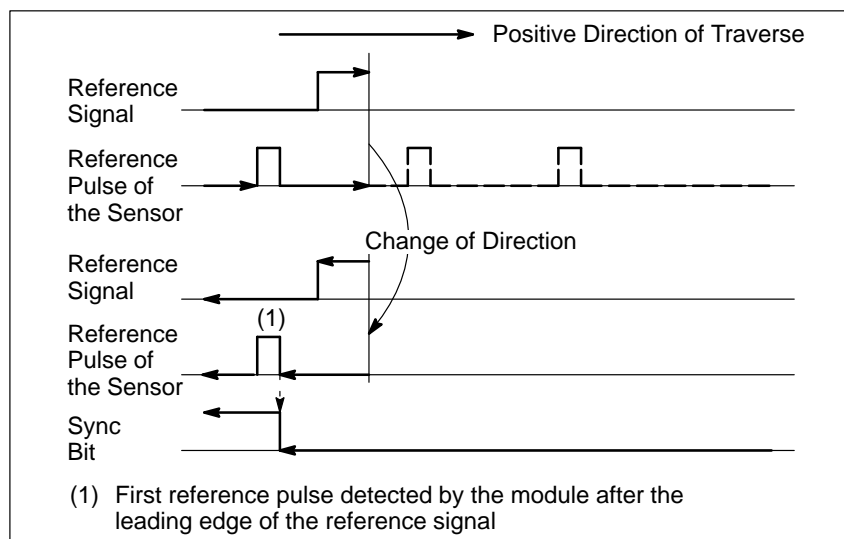 Positive Direction of Traverse
Reference
Signal
Reference
Pulse of
the Sensor
Change of Direction
Reference
Signal
(1)
Reference
Pulse of
the Sensor
Sync
Bit
(1) First reference pulse detected by the module after the
leading edge of the reference signal